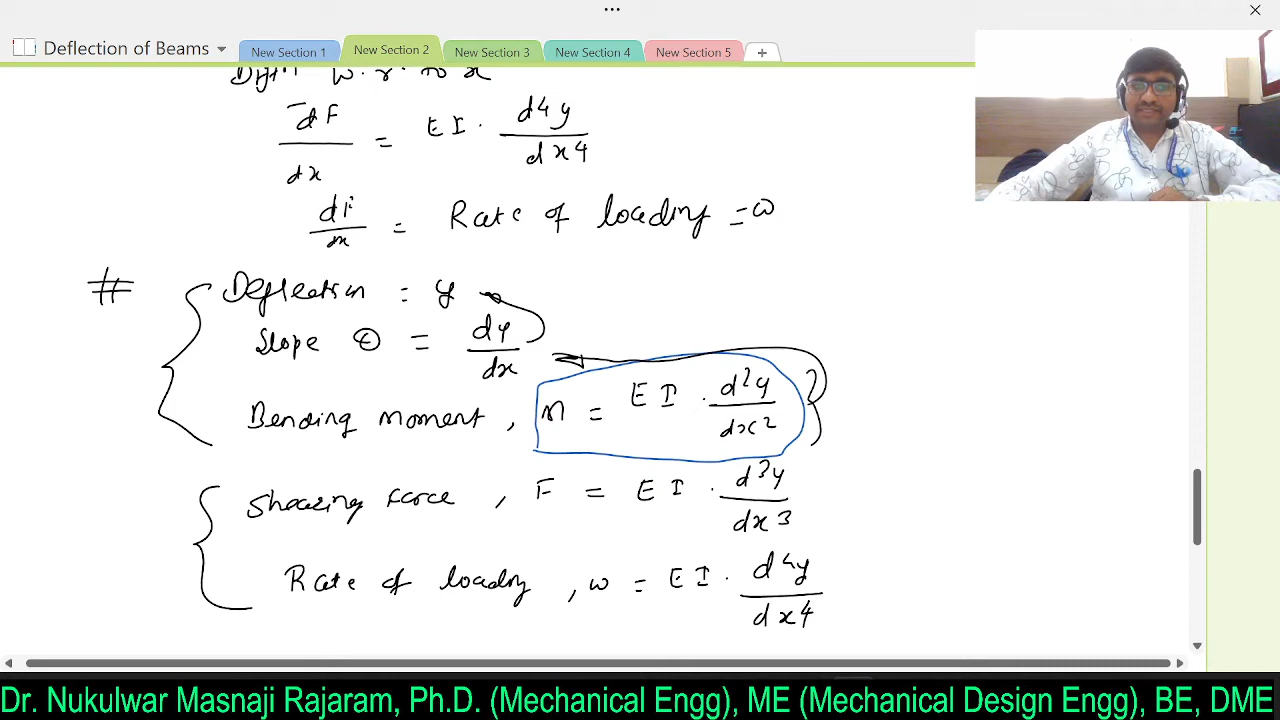 Deflection of Beams
New Section 1 New Section 2 New Section 3 New Section 4 New Section 5
Diffn w.r. to x
dF/dx = EI . d4y/dx4
dF/dx = Rate of loading = ω
# Deflection = y
Slope θ = dy/dx
Bending moment, M = EI . d²y/dx²
Shearing force, F = EI . d³y/dx3
Rate of loading, w = EI . d4y/dx4
Dr. Nukulwar Masnaji Rajaram, Ph.D. (Mechanical Engg), ME (Mechanical Design Engg), BE, DME